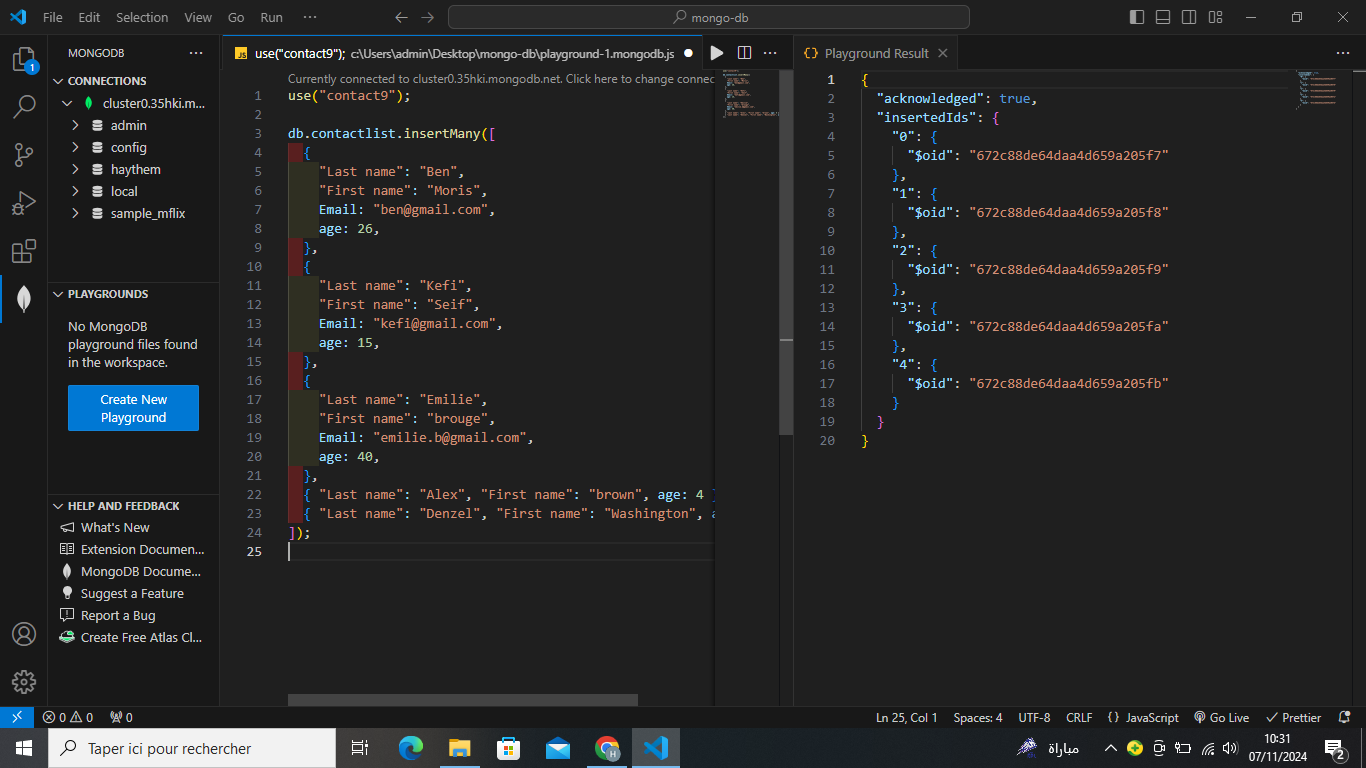 File Edit Selection View Go Run ··· mongo-db
MONGODB ···
CONNECTIONS
cluster0.35hki.m...
admin
config
haythem
local
sample_mflix
PLAYGROUNDS
No MongoDB
playground files found
in the workspace.
Create New
Playground
HELP AND FEEDBACK
What's New
Extension Documen...
MongoDB Docume...
Suggest a Feature
Report a Bug
Create Free Atlas Cl...
1
JS use("contact9"); c:\Users\admin\Desktop\mongo-db\playground-1.mongodb.js
Currently connected to cluster0.35hki.mongodb.net. Click here to change connec
1 use("contact9");
2
3 db.contactlist.insertMany([
4 {
5 "Last name": "Ben",
6 "First name": "Moris",
7 Email: "ben@gmail.com",
8 age: 26,
9 },
10 {
11 "Last name": "Kefi",
12 "First name": "Seif",
13 Email: "kefi@gmail.com",
14 age: 15,
15 },
16 {
17 "Last name": "Emilie",
18 "First name": "brouge",
19 Email: "emilie.b@gmail.com",
20 age: 40,
21 },
22 { "Last name": "Alex", "First name": "brown", age: 4 }
23 { "Last name": "Denzel", "First name": "Washington", a
24 ]);
25
{} Playground Result
1 {
2 "acknowledged": true,
3 "insertedIds": {
4 "0": {
5 "$oid": "672c88de64daa4d659a205f7"
6 },
7 "1": {
8 "$oid": "672c88de64daa4d659a205f8"
9 },
10 "2": {
11 "$oid": "672c88de64daa4d659a205f9"
12 },
13 "3": {
14 "$oid": "672c88de64daa4d659a205fa"
15 },
16 "4": {
17 "$oid": "672c88de64daa4d659a205fb"
18 }
19 }
20 }
0 0 0 Ln 25, Col 1 Spaces: 4 UTF-8 CRLF {} JavaScript Go Live Prettier
Taper ici pour rechercher
مباراة
10:31
07/11/2024
2